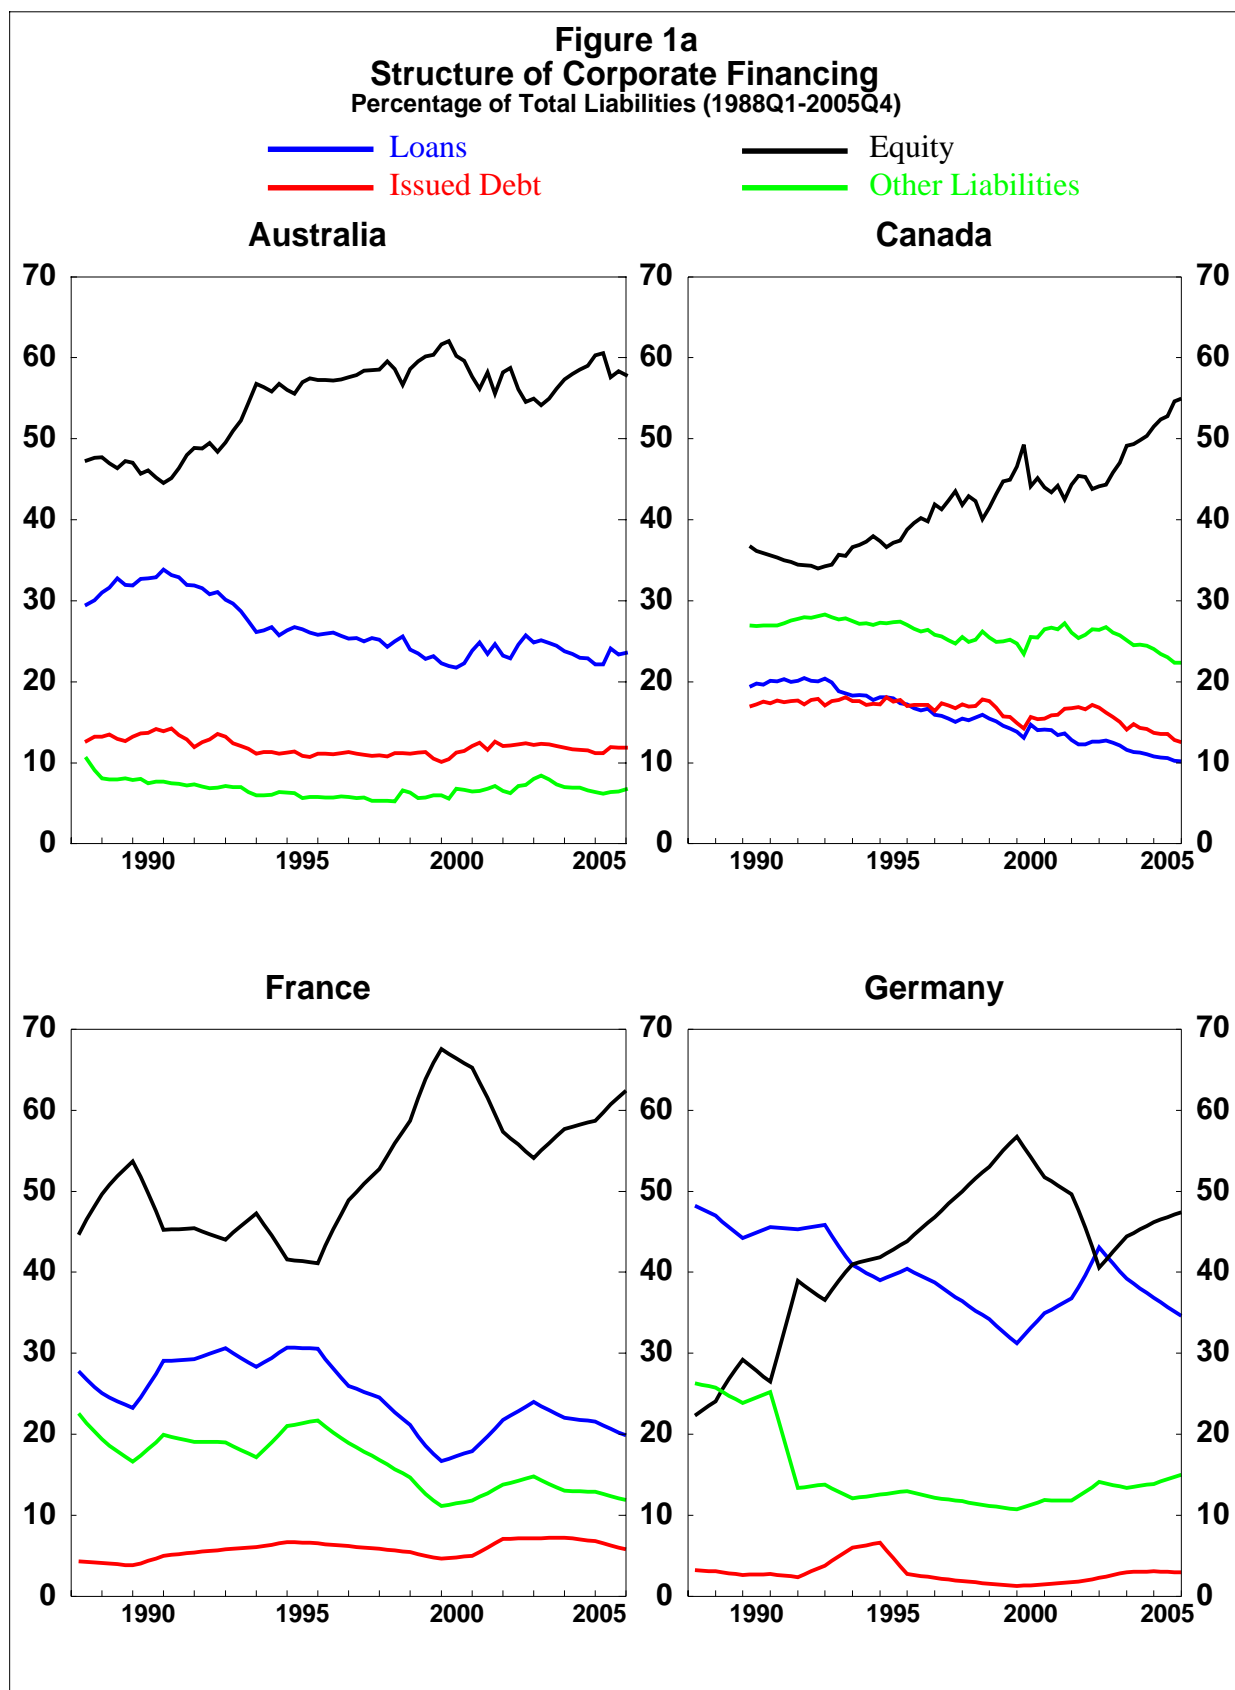 Figure 1a
Structure of Corporate Financing
Percentage of Total Liabilities (1988Q1-2005Q4)
Loans
Equity
Issued Debt
Other Liabilities
Australia
Canada
70 70 70
60 60 60
50 50 50
40 40 40
30 30 30
20 20 20
10 10 10
0 0 0
1990 1995 2000 2005 1990 1995 2000 2005
France
Germany
70 70 70
60 60 60
50 50 50
40 40 40
30 30 30
20 20 20
10 10 10
0 0 0
1990 1995 2000 2005 1990 1995 2000 2005